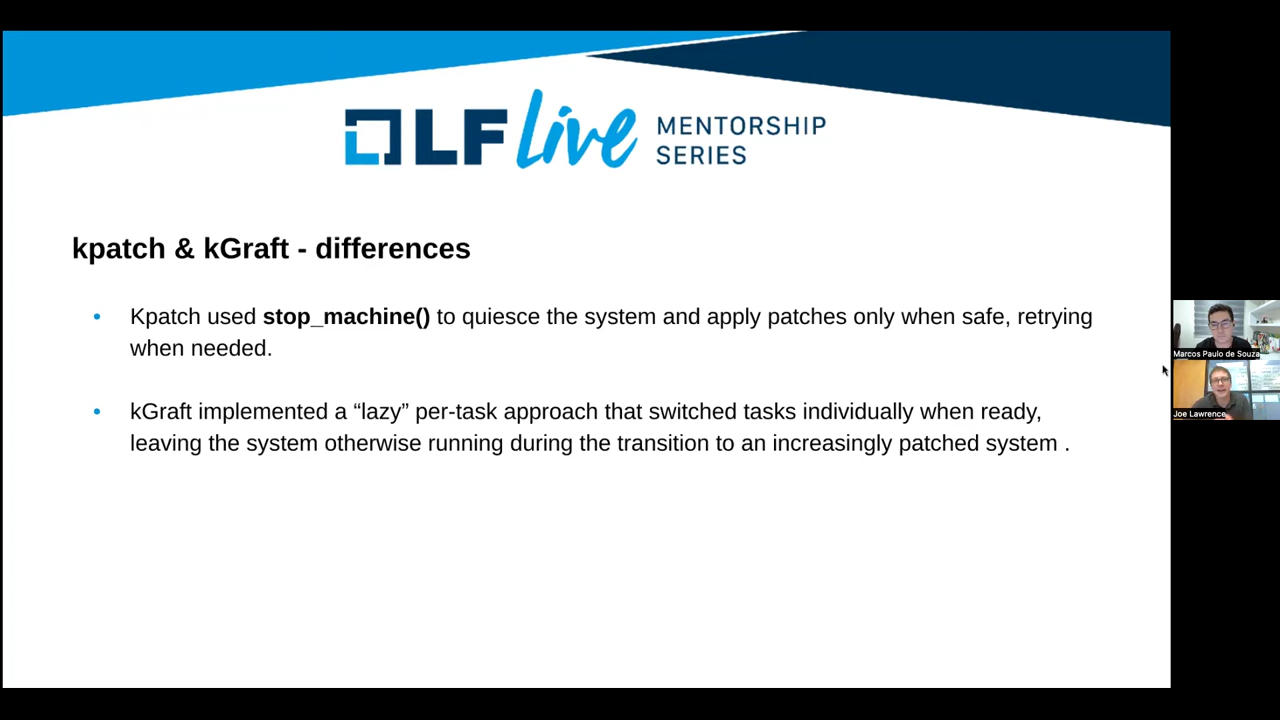 LF live MENTORSHIP
SERIES
kpatch & kGraft - differences
• Kpatch used stop_machine() to quiesce the system and apply patches only when safe, retrying
when needed.
• kGraft implemented a “lazy” per-task approach that switched tasks individually when ready,
leaving the system otherwise running during the transition to an increasingly patched system .
Marcos Paulo de Souza
Joe Lawrence